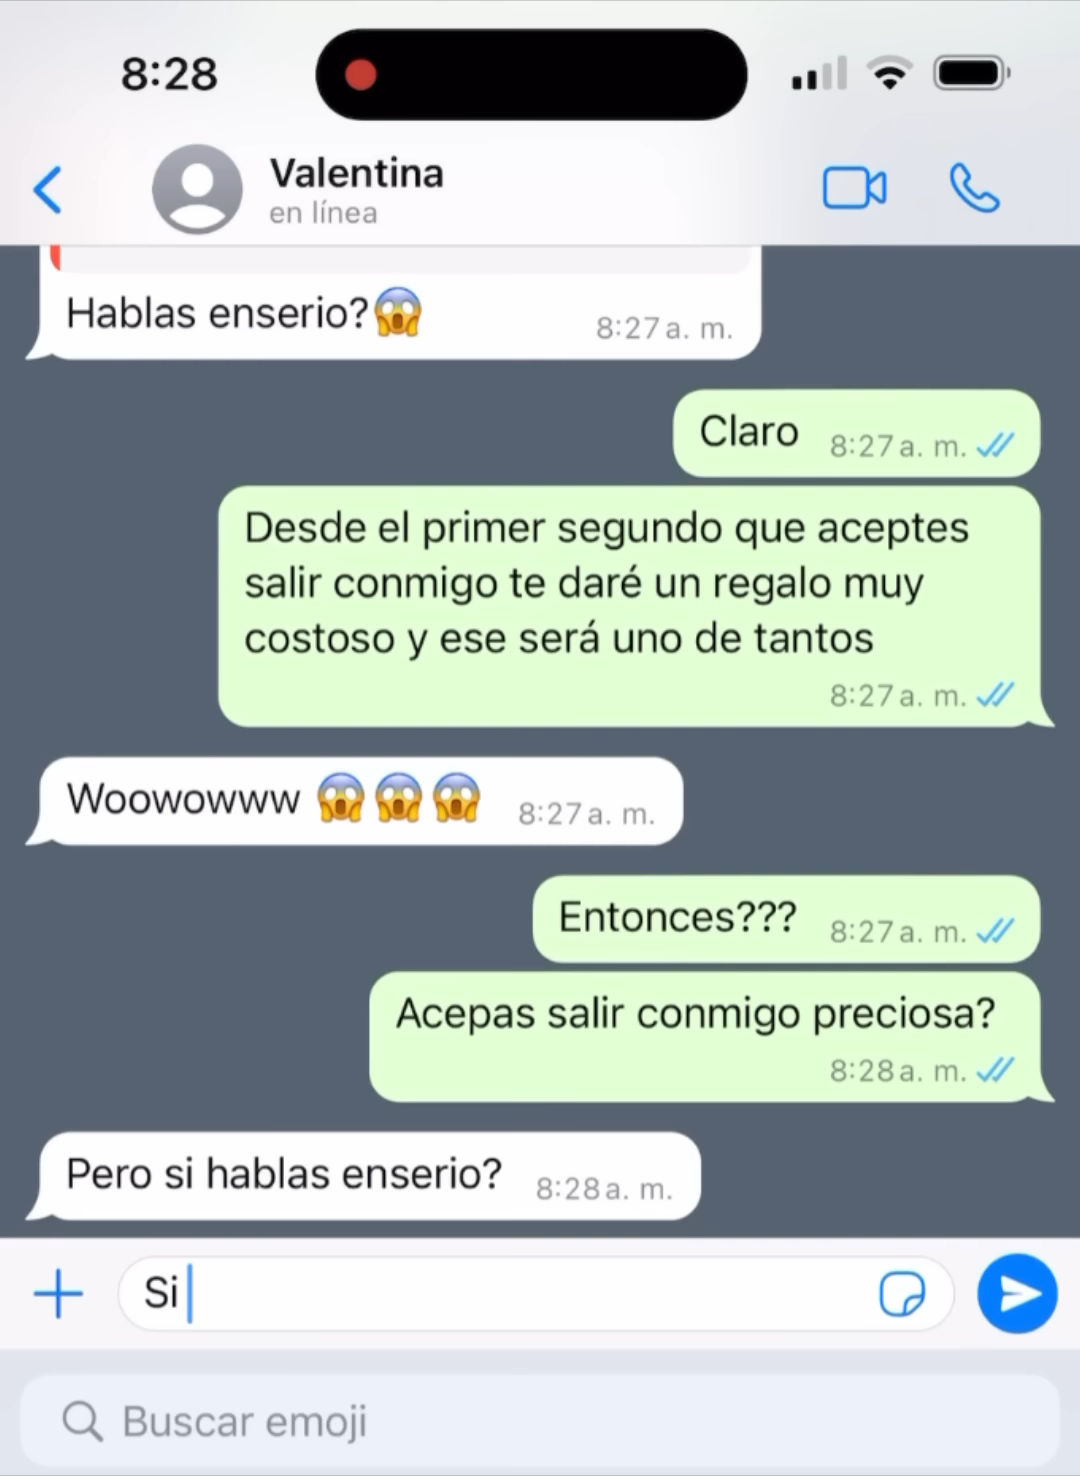 8:28
Valentina
en línea
Hablas enserio?😱 8:27 a. m.
Claro 8:27 a. m.
Desde el primer segundo que aceptes
salir conmigo te daré un regalo muy
costoso y ese será uno de tantos
8:27 a. m.
Woowowww 😱😱😱 8:27 a. m.
Entonces??? 8:27 a. m.
Acepas salir conmigo preciosa?
8:28 a. m.
Pero si hablas enserio? 8:28 a. m.
Si
Buscar emoji